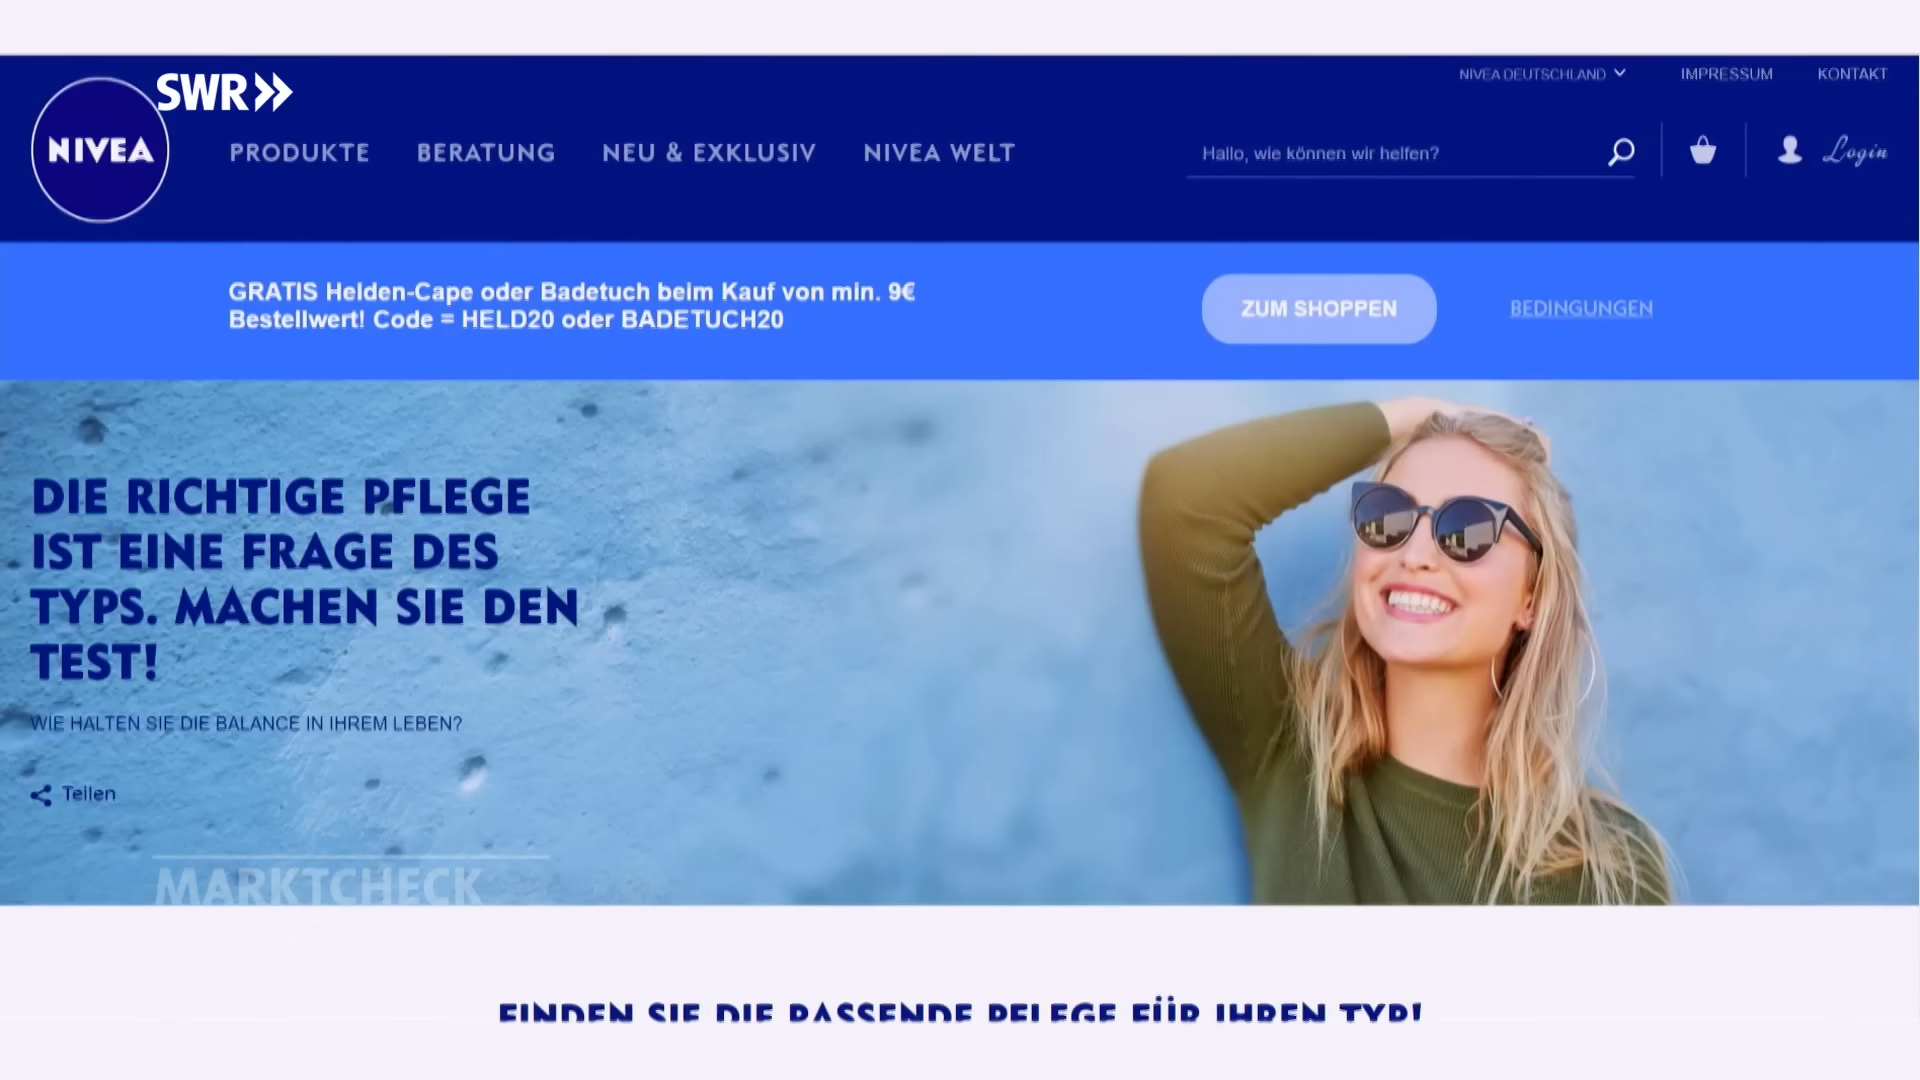 SWR
NIVEA DEUTSCHLAND
IMPRESSUM
KONTAKT
NIVEA
PRODUKTE
BERATUNG
NEU & EXKLUSIV
NIVEA WELT
Hallo, wie können wir helfen?
Login
GRATIS Helden-Cape oder Badetuch beim Kauf von min. 9€
Bestellwert! Code = HELD20 oder BADETUCH20
ZUM SHOPPEN
BEDINGUNGEN
DIE RICHTIGE PFLEGE
IST EINE FRAGE DES
TYPS. MACHEN SIE DEN
TEST!
WIE HALTEN SIE DIE BALANCE IN IHREM LEBEN?
Teilen
MARKTCHECK
FINDEN SIE DIE PASSENDE PFLEGE FÜR IHREN TYP!